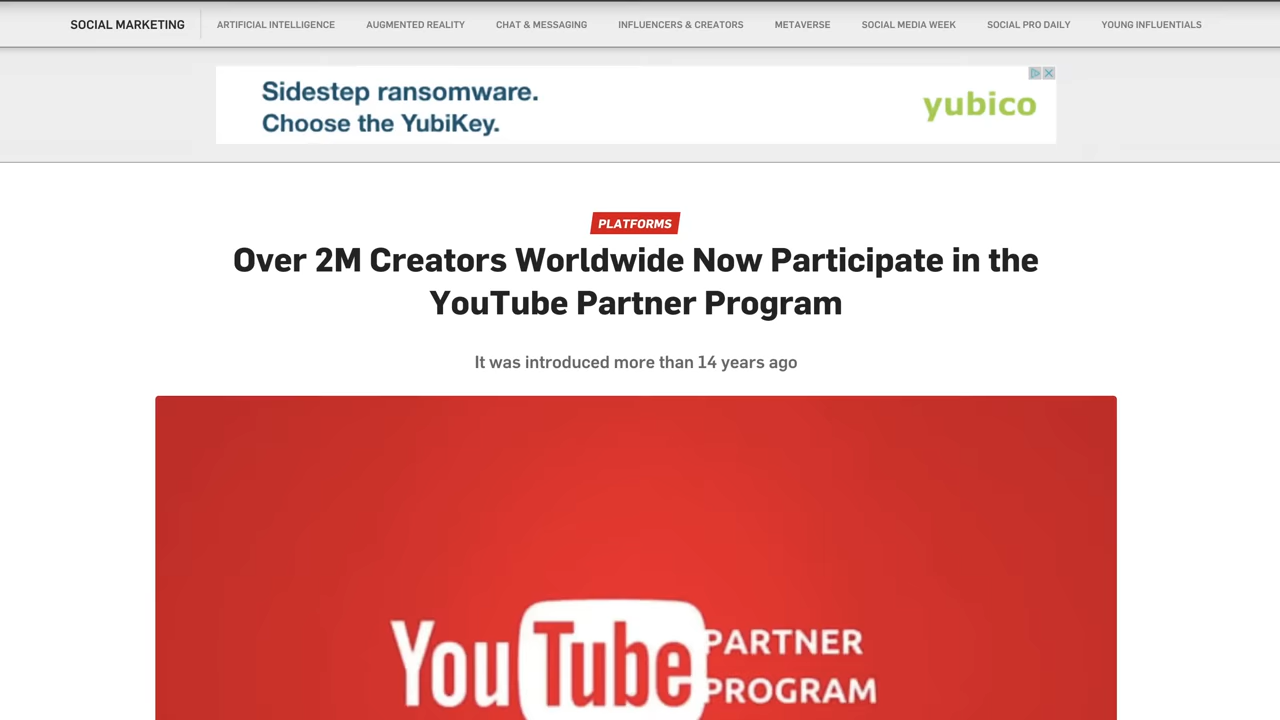 SOCIAL MARKETING ARTIFICIAL INTELLIGENCE AUGMENTED REALITY CHAT & MESSAGING INFLUENCERS & CREATORS METAVERSE SOCIAL MEDIA WEEK SOCIAL PRO DAILY YOUNG INFLUENTIALS
Sidestep ransomware.
Choose the YubiKey.
yubico
PLATFORMS
Over 2M Creators Worldwide Now Participate in the
YouTube Partner Program
It was introduced more than 14 years ago
YouTube PARTNER
PROGRAM